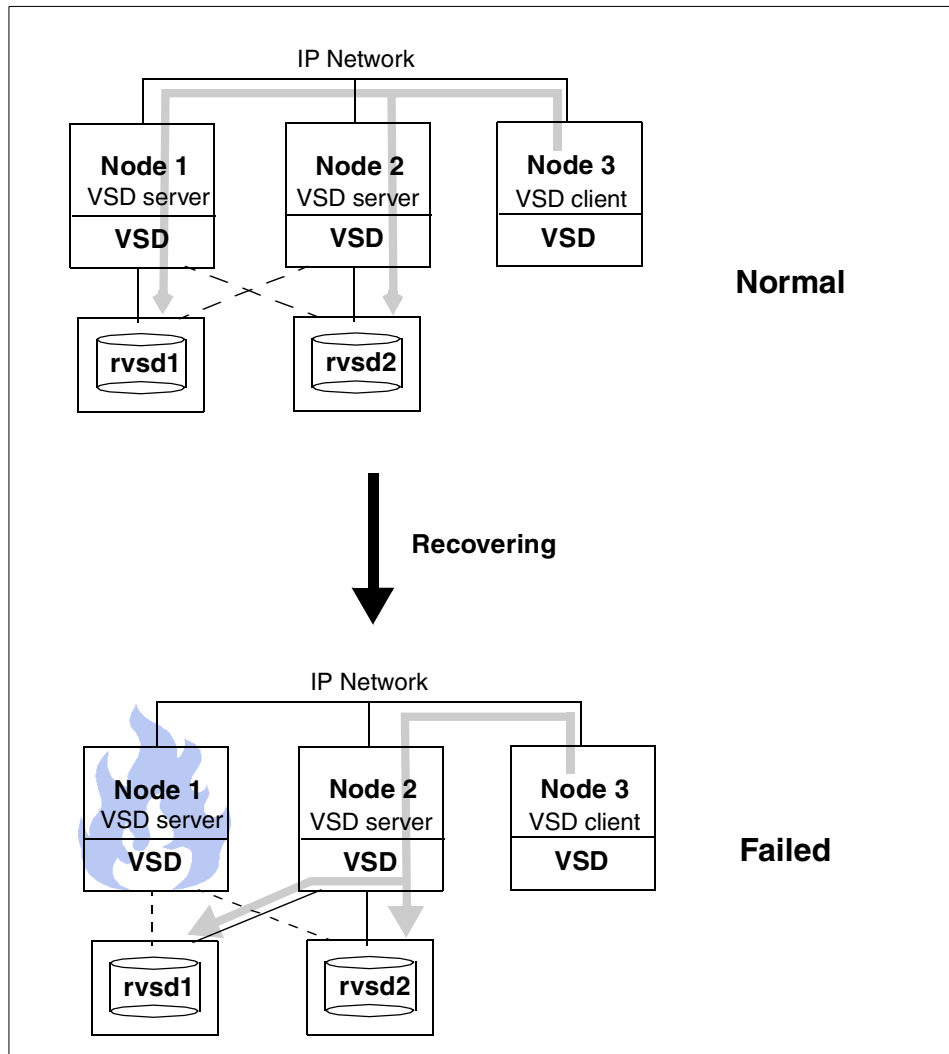 IP Network
Node 1
VSD server
VSD
Node 2
VSD server
VSD
Node 3
VSD client
VSD
Normal
rvsd1
rvsd2
Recovering
IP Network
Node 1
VSD server
VSD
Node 2
VSD server
VSD
Node 3
VSD client
VSD
Failed
rvsd1
rvsd2